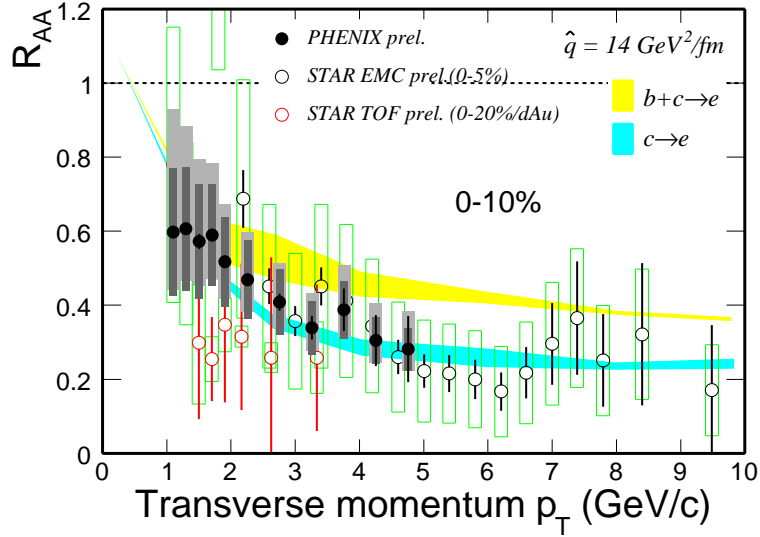 R_AA
1.2
1
0.8
0.6
0.4
0.2
0
PHENIX prel.
STAR EMC prel.(0-5%)
STAR TOF prel. (0-20%/dAu)
q̂ = 14 GeV²/fm
b+c→e
c→e
0-10%
0 1 2 3 4 5 6 7 8 9 10
Transverse momentum p_T (GeV/c)